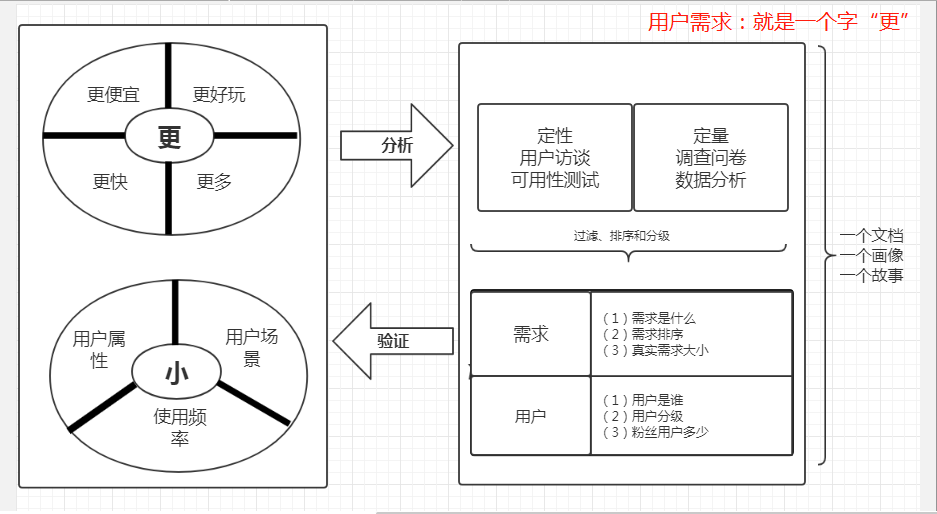 用户需求：就是一个字“更”
更便宜
更好玩
更
更快
更多
分析
定性
用户访谈
可用性测试
定量
调查问卷
数据分析
过滤、排序和分级
一个文档
一个画像
一个故事
用户属
性
用户场
景
小
使用频
率
验证
需求
（1）需求是什么
（2）需求排序
（3）真实需求大小
用户
（1）用户是谁
（2）用户分级
（3）粉丝用户多少